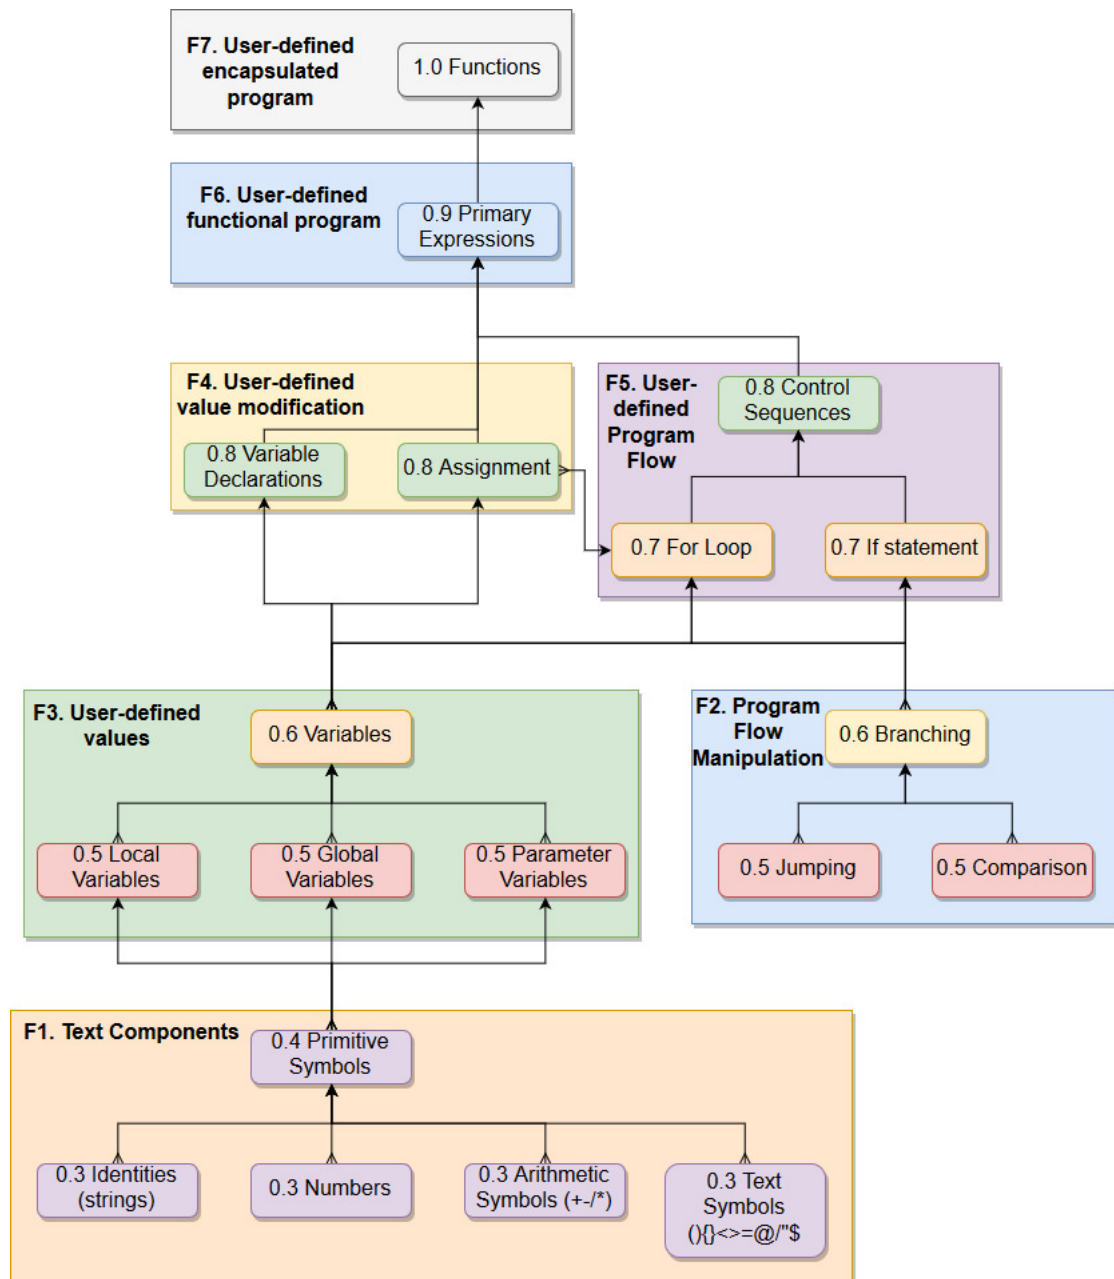 F7. User-defined
encapsulated
program
1.0 Functions
F6. User-defined
functional program
0.9 Primary
Expressions
F4. User-defined
value modification
0.8 Variable
Declarations
0.8 Assignment
F5. User-
defined
Program
Flow
0.8 Control
Sequences
0.7 For Loop
0.7 If statement
F3. User-defined
values
0.6 Variables
0.5 Local
Variables
0.5 Global
Variables
0.5 Parameter
Variables
F2. Program
Flow
Manipulation
0.6 Branching
0.5 Jumping
0.5 Comparison
F1. Text Components
0.4 Primitive
Symbols
0.3 Identities
(strings)
0.3 Numbers
0.3 Arithmetic
Symbols (+-/*)
0.3 Text
Symbols
(){}<>=@/"$